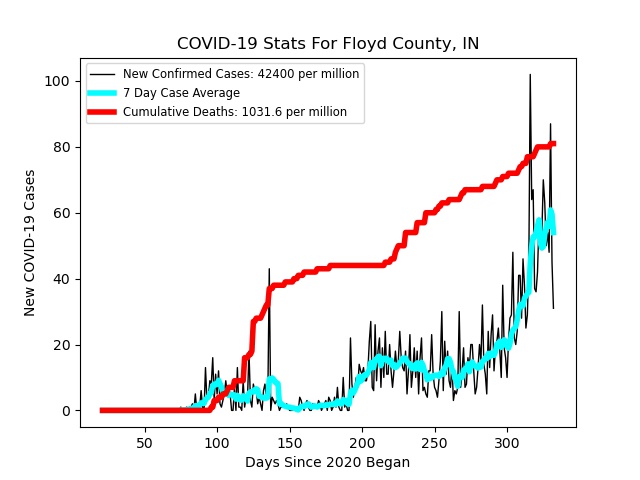 COVID-19 Stats For Floyd County, IN
New Confirmed Cases: 42400 per million
7 Day Case Average
Cumulative Deaths: 1031.6 per million
New COVID-19 Cases
100
80
60
40
20
0
50 100 150 200 250 300
Days Since 2020 Began